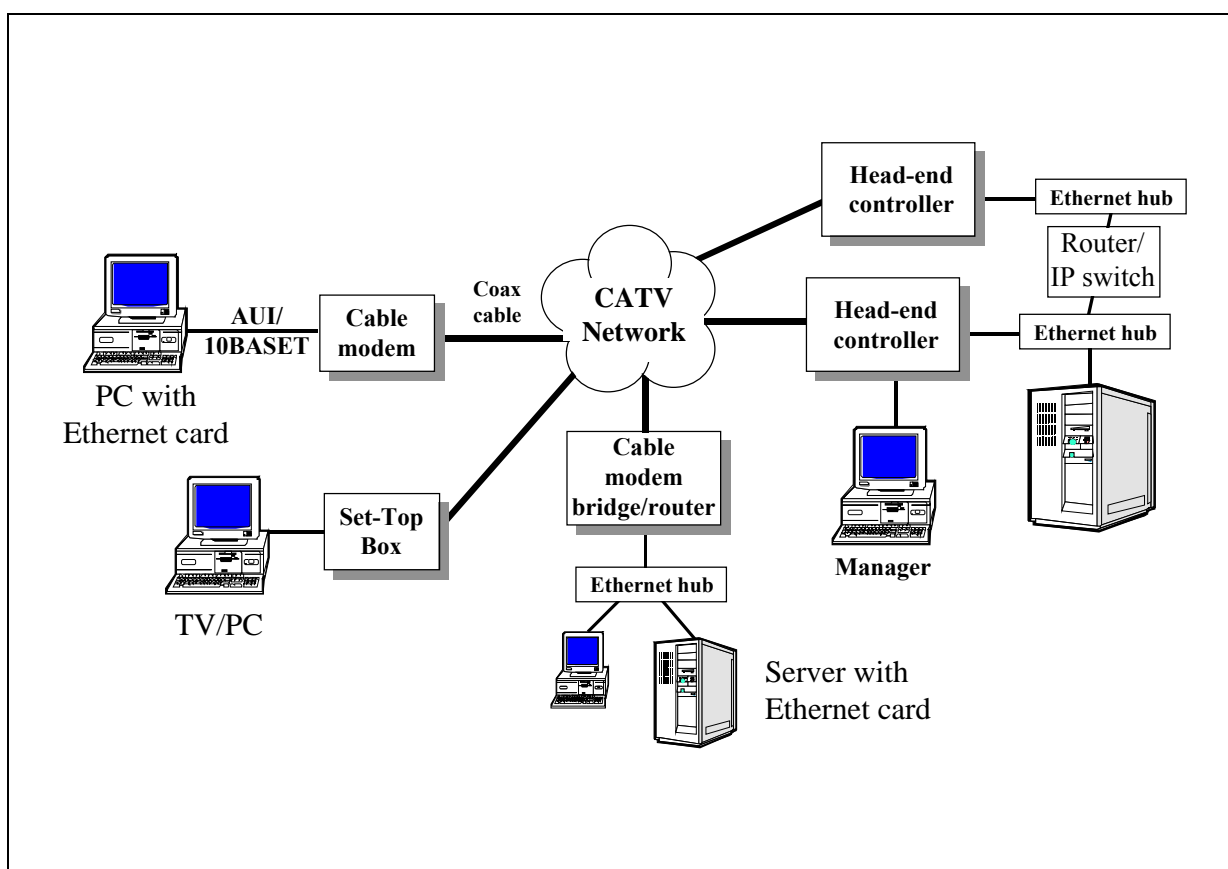 Head-end
controller
Ethernet hub
Router/
IP switch
Coax
cable
CATV
Network
AUI/
10BASET
Cable
modem
Head-end
controller
Ethernet hub
PC with
Ethernet card
Cable
modem
bridge/router
Set-Top
Box
Manager
Ethernet hub
TV/PC
Server with
Ethernet card